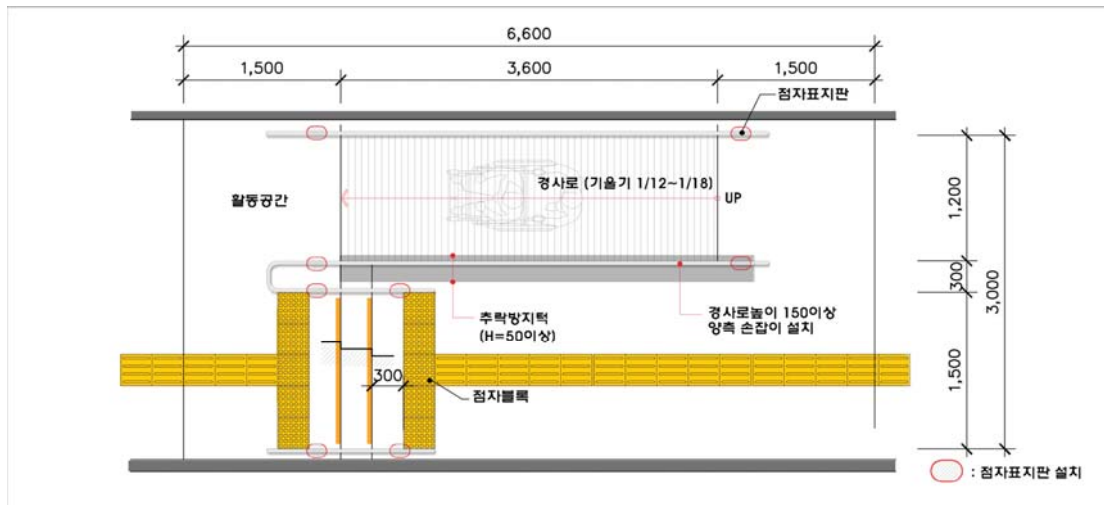 6,600
1,500
3,600
1,500
점자표지판
경사로 (기울기 1/12~1/18)
UP
활동공간
1,200
300
3,000
1,500
추락방지턱
(H=50이상)
경사로높이 150이상
양측 손잡이 설치
300
점자블록
: 점자표지판 설치